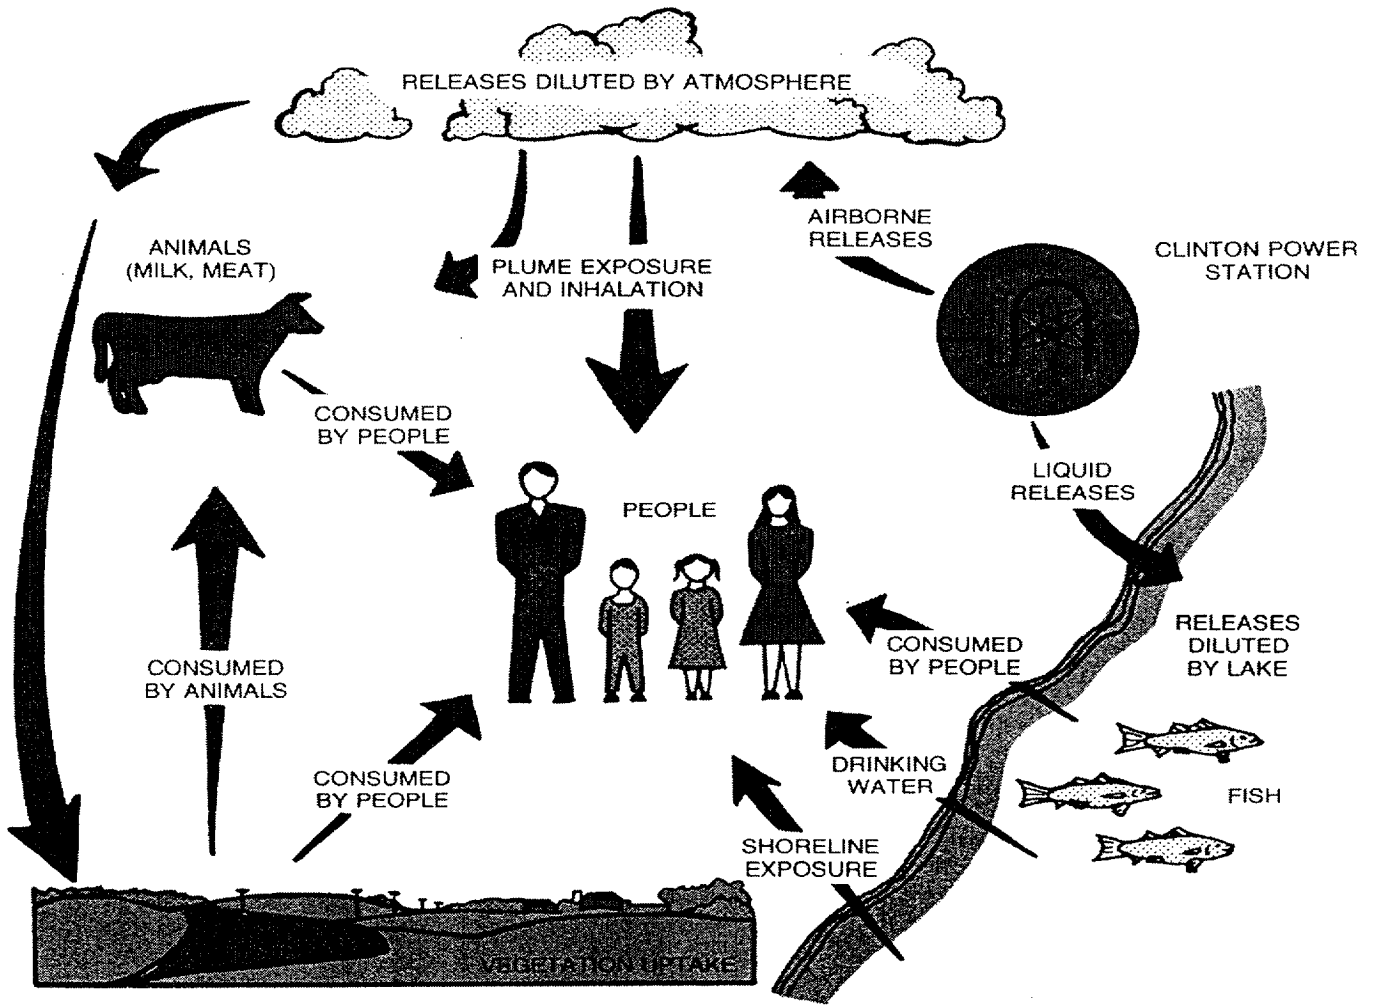 RELEASES DILUTED BY ATMOSPHERE
AIRBORNE
RELEASES
CLINTON POWER
STATION
ANIMALS
(MILK, MEAT)
PLUME EXPOSURE
AND INHALATION
CONSUMED
BY PEOPLE
LIQUID
RELEASES
PEOPLE
RELEASES
DILUTED
BY LAKE
CONSUMED
BY PEOPLE
CONSUMED
BY ANIMALS
DRINKING
WATER
CONSUMED
BY PEOPLE
FISH
SHORELINE
EXPOSURE
VEGETATION UPTAKE